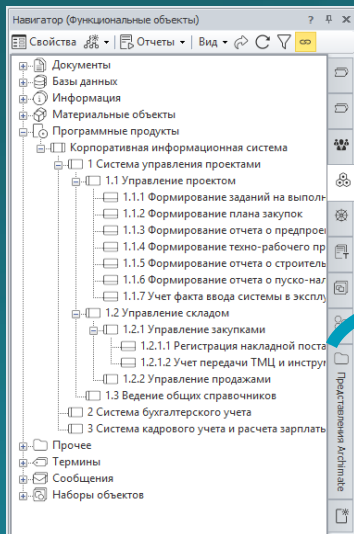 Навигатор (Функциональные объекты)
Свойства Отчеты Вид
Документы
Базы данных
Информация
Материальные объекты
Программные продукты
Корпоративная информационная система
1 Система управления проектами
1.1 Управление проектом
1.1.1 Формирование заданий на выполн
1.1.2 Формирование плана закупок
1.1.3 Формирование отчета о предпрое
1.1.4 Формирование техно-рабочего пр
1.1.5 Формирование отчета о строитель
1.1.6 Формирование отчета о пуско-нал
1.1.7 Учет факта ввода системы в эксплу
1.2 Управление складом
1.2.1 Управление закупками
1.2.1.1 Регистрация накладной поста
1.2.1.2 Учет передачи ТМЦ и инструм
1.2.2 Управление продажами
1.3 Ведение общих справочников
2 Система бухгалтерского учета
3 Система кадрового учета и расчета зарплаты
Прочее
Термины
Сообщения
Наборы объектов
Представления Archimate